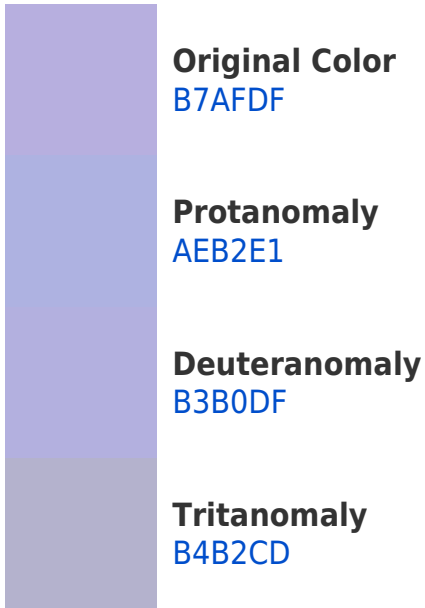 Original Color
B7AFDF
Protanomaly
AEB2E1
Deuteranomaly
B3B0DF
Tritanomaly
B4B2CD